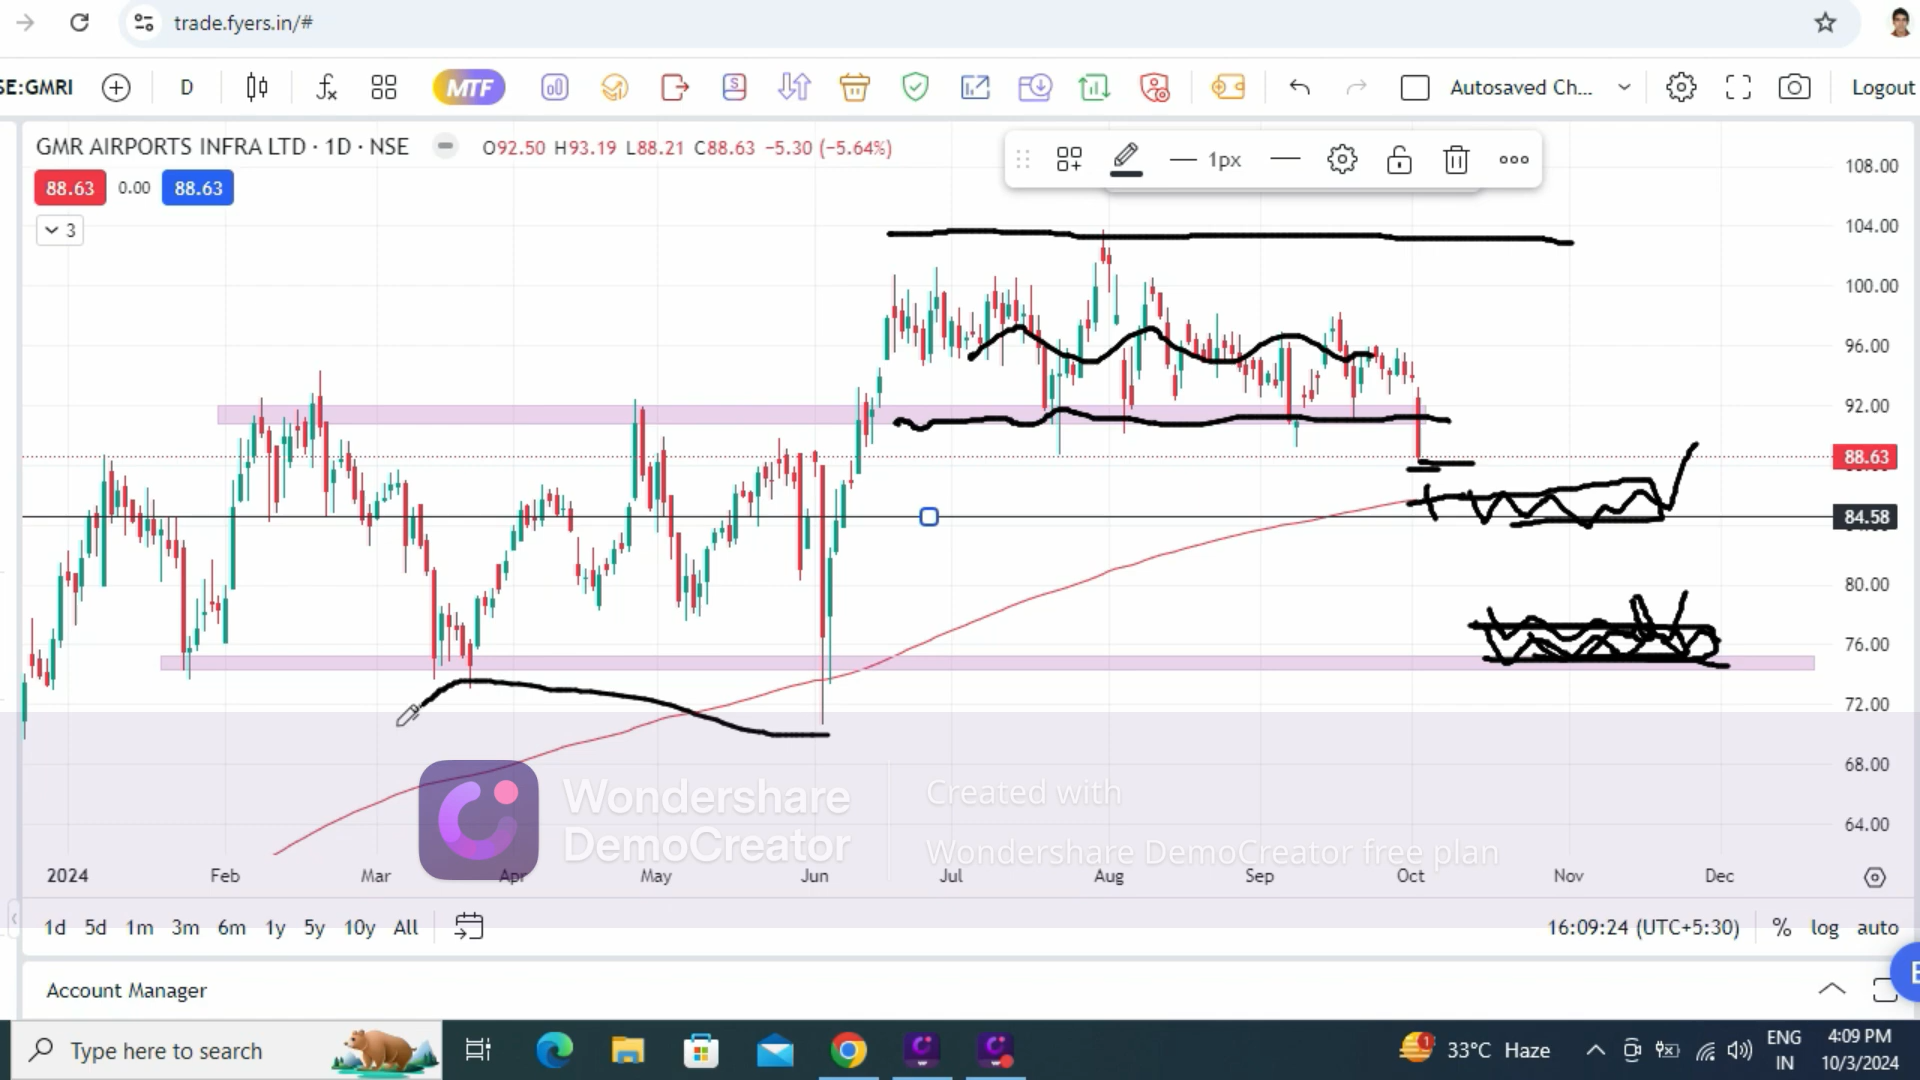 trade.fyers.in/#
SE:GMRI D MTF Autosaved Ch... Logout
GMR AIRPORTS INFRA LTD · 1D · NSE O92.50 H93.19 L88.21 C88.63 −5.30 (−5.64%)
1px
88.63 0.00 88.63
3
108.00
104.00
100.00
96.00
92.00
88.63
84.58
80.00
76.00
72.00
68.00
64.00
Wondershare
DemoCreator
Created with
Wondershare DemoCreator free plan
2024 Feb Mar Apr May Jun Jul Aug Sep Oct Nov Dec
1d 5d 1m 3m 6m 1y 5y 10y All 16:09:24 (UTC+5:30) % log auto
Account Manager
Type here to search
1 33°C Haze ENG IN 4:09 PM 10/3/2024